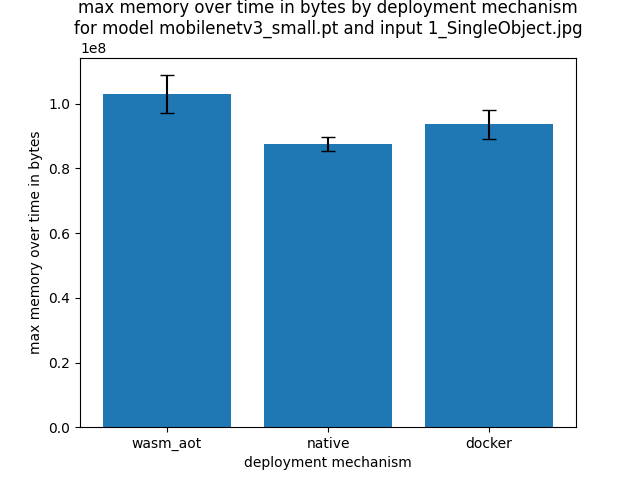 max memory over time in bytes by deployment mechanism
for model mobilenetv3_small.pt and input 1_SingleObject.jpg
1e8
1.0
0.8
0.6
0.4
0.2
0.0
max memory over time in bytes
wasm_aot
native
docker
deployment mechanism